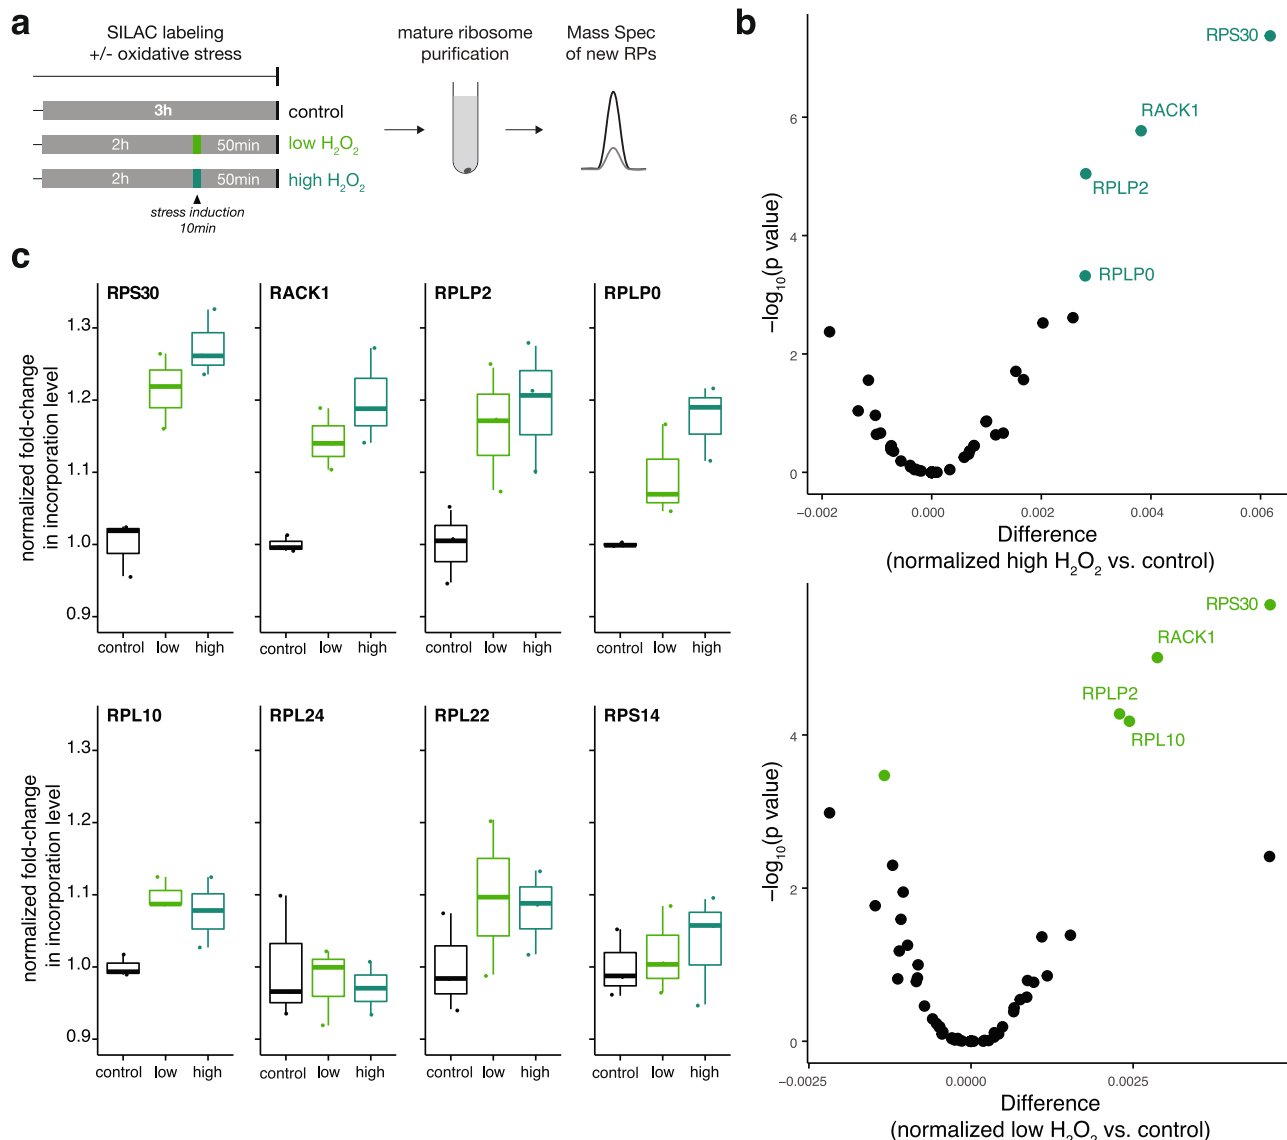 a
SILAC labeling
+/- oxidative stress
3h
control
2h
50min
low H₂O₂
2h
50min
high H₂O₂
stress induction
10min
mature ribosome
purification
Mass Spec
of new RPs
b
RPS30
RACK1
RPLP2
RPLP0
6
4
2
0
−log₁₀(p value)
−0.002
0.000
0.002
0.004
0.006
Difference
(normalized high H₂O₂ vs. control)
RPS30
RACK1
RPLP2
RPL10
4
2
0
−log₁₀(p value)
−0.0025
0.0000
0.0025
Difference
(normalized low H₂O₂ vs. control)
c
normalized fold-change
in incorporation level
1.3
1.2
1.1
1.0
0.9
RPS30
control
low
high
RACK1
control
low
high
RPLP2
control
low
high
RPLP0
control
low
high
normalized fold-change
in incorporation level
1.3
1.2
1.1
1.0
0.9
RPL10
control
low
high
RPL24
control
low
high
RPL22
control
low
high
RPS14
control
low
high